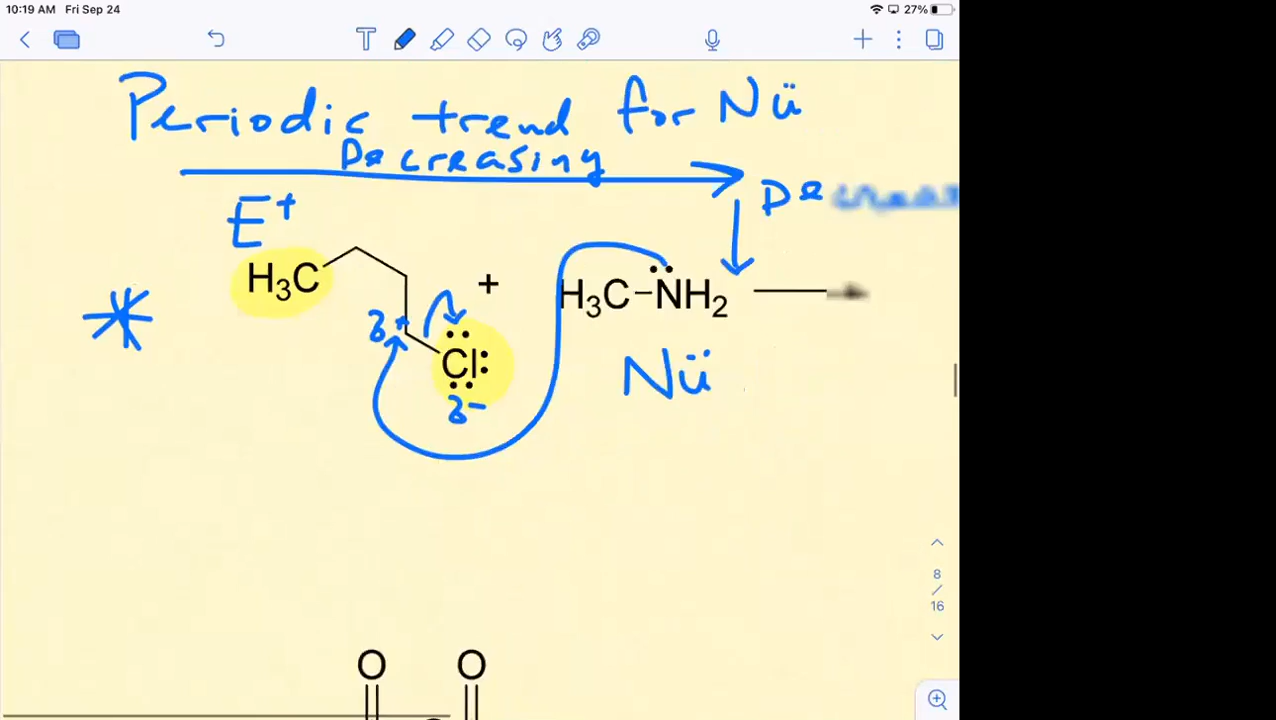 10:19 AM Fri Sep 24
27%
Periodic trend for Nü
Decreasing
E+
H3C
+
H3C–NH2
δ+
Cl
δ-
Nü
8
/
16
O O